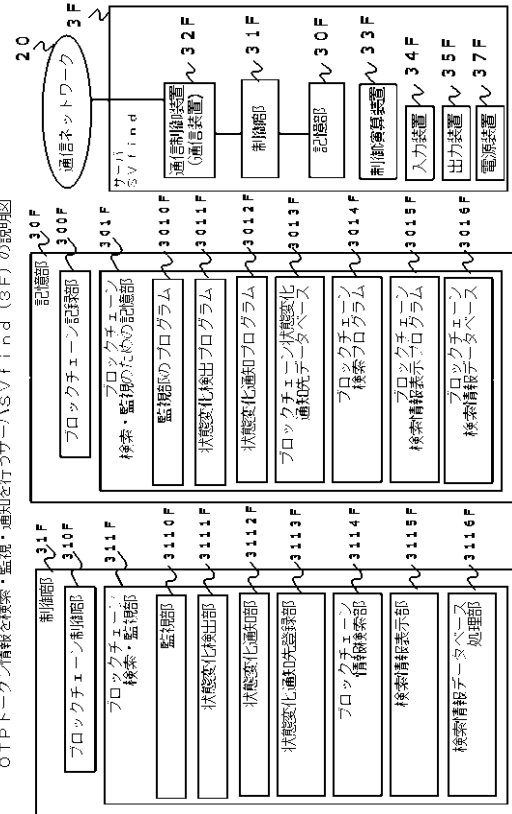 OTPトークン情報を検索・監視・通知を行うサーバSVfind(3F)の説明図
制御部
31F
ブロックチェーン制御部
310F
ブロックチェーン
検索・監視部
311F
監視部
3110F
状態変化検出部
3111F
状態変化通知部
3112F
状態変化通知先登録部
3113F
ブロックチェーン
情報検索部
3114F
検索情報表示部
3115F
検索情報データベース
処理部
3116F
記憶部
30F
ブロックチェーン記録部
300F
ブロックチェーン
検索・監視のための記憶部
301F
監視部のプログラム
3010F
状態変化検出プログラム
3011F
状態変化通知プログラム
3012F
ブロックチェーン状態変化
通知先データベース
3013F
ブロックチェーン
検索プログラム
3014F
ブロックチェーン
検索情報表示プログラム
3015F
ブロックチェーン
検索情報データベース
3016F
通信ネットワーク
20
サーバ
SVfind
3F
通信制御装置
(通信装置)
32F
制御部
31F
記憶部
30F
制御演算装置
33F
入力装置
34F
出力装置
35F
電源装置
37F